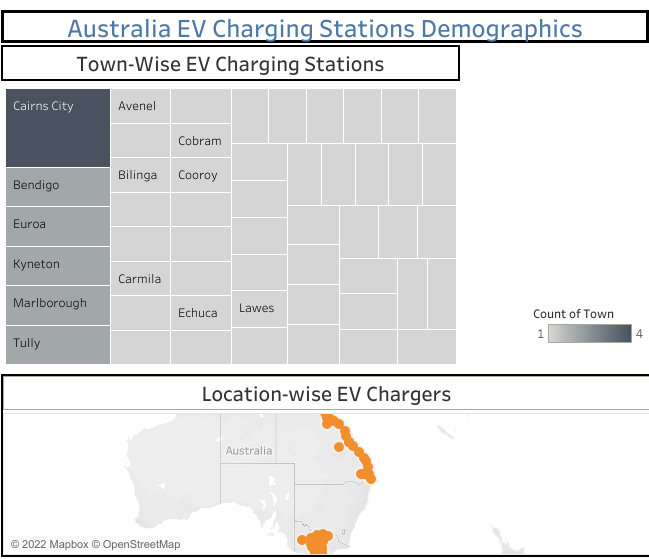 Australia EV Charging Stations Demographics
Town-Wise EV Charging Stations
Cairns City
Avenel
Cobram
Bendigo
Bilinga
Cooroy
Euroa
Kyneton
Carmila
Marlborough
Echuca
Lawes
Tully
Count of Town
1
4
Location-wise EV Chargers
Australia
© 2022 Mapbox © OpenStreetMap